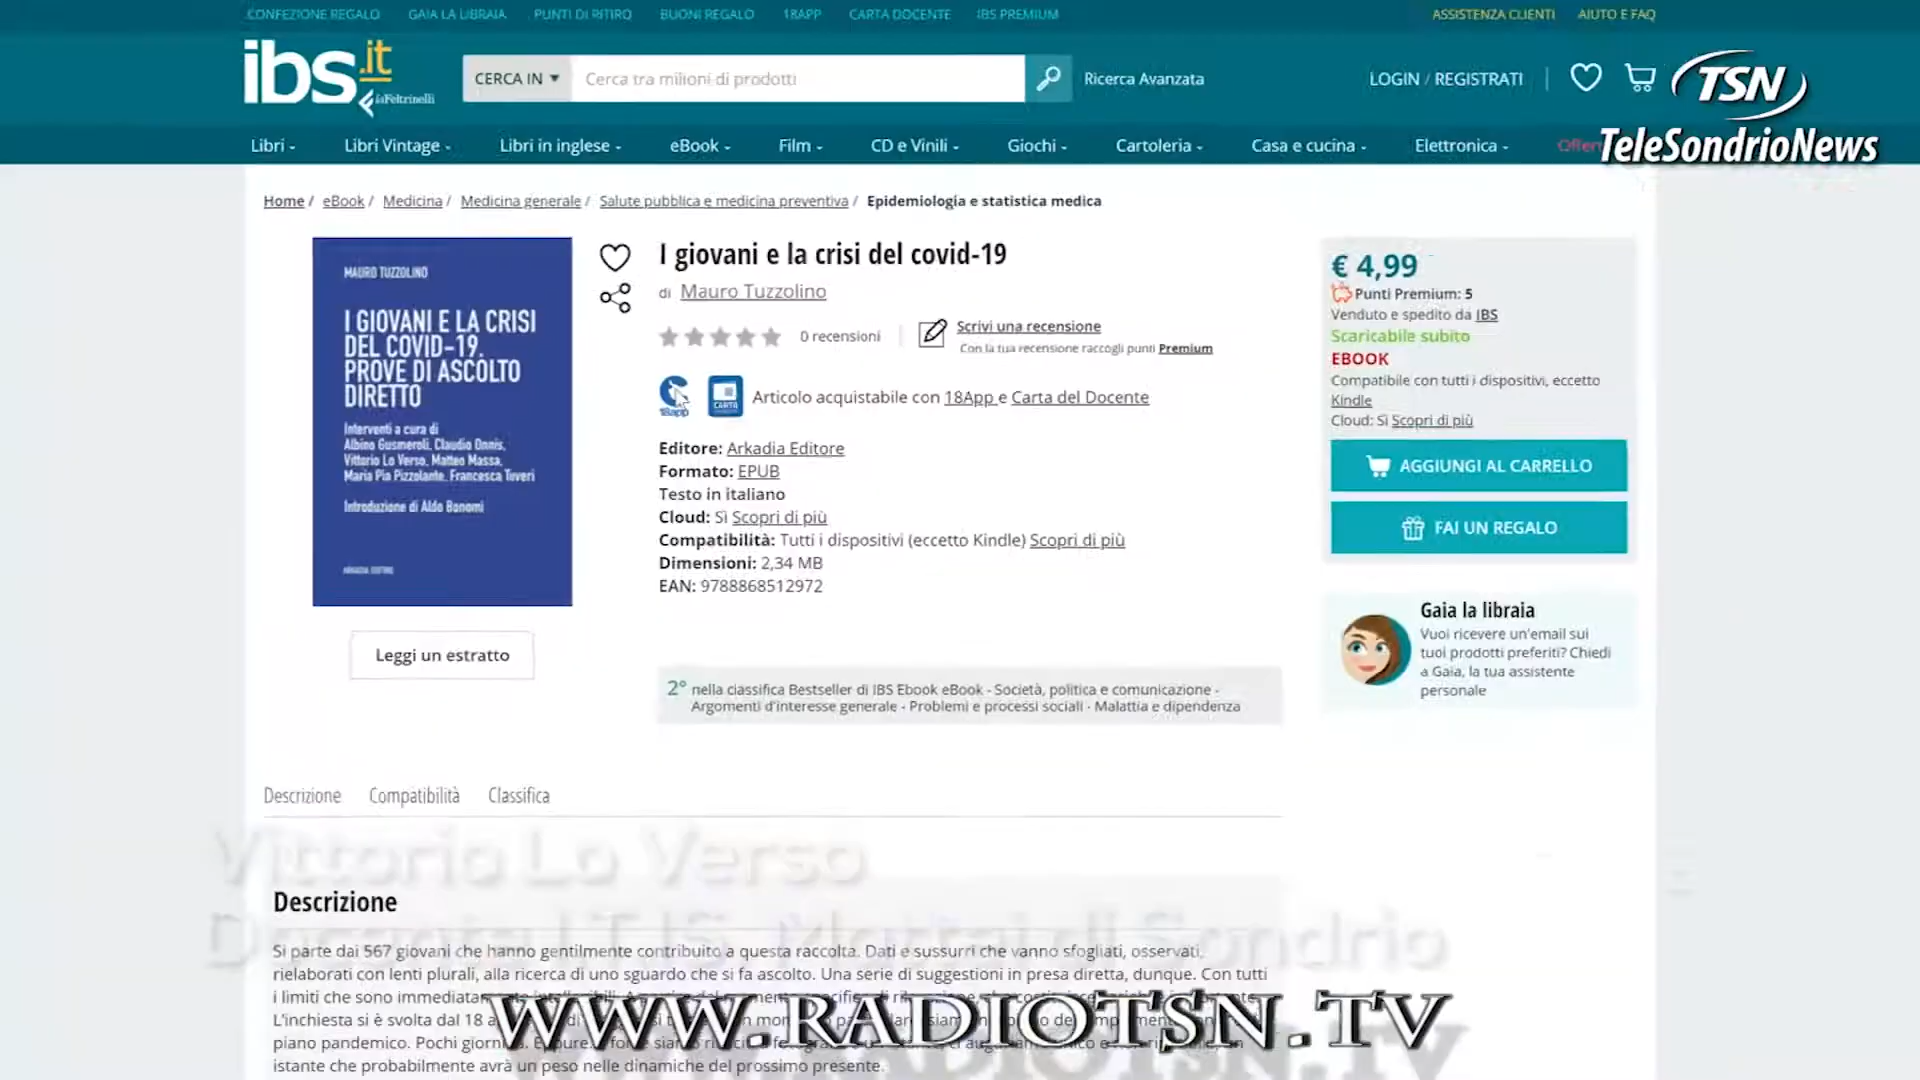 CONFEZIONE REGALO GAIA LA LIBRAIA PUNTI DI RITIRO BUONI REGALO 18APP CARTA DOCENTE IBS PREMIUM ASSISTENZA CLIENTI AIUTO E FAQ
ibs.it
laFeltrinelli
CERCA IN Cerca tra milioni di prodotti Ricerca Avanzata LOGIN / REGISTRATI
TSN
TeleSondrioNews
Libri Libri Vintage Libri in inglese eBook Film CD e Vinili Giochi Cartoleria Casa e cucina Elettronica
Home / eBook / Medicina / Medicina generale / Salute pubblica e medicina preventiva / Epidemiologia e statistica medica
MAURO TUZZOLINO
I GIOVANI E LA CRISI
DEL COVID-19.
PROVE DI ASCOLTO
DIRETTO
Interventi a cura di
Albino Gusmeroli, Claudio Onnis,
Vittorio Lo Verso, Matteo Massa,
Maria Pia Pizzolante, Francesca Tuveri
Introduzione di Aldo Bonomi
ARKADIA EDITORE
Leggi un estratto
I giovani e la crisi del covid-19
di Mauro Tuzzolino
0 recensioni
Scrivi una recensione
Con la tua recensione raccogli punti Premium
18app
CARTA
Articolo acquistabile con 18App e Carta del Docente
Editore: Arkadia Editore
Formato: EPUB
Testo in italiano
Cloud: Sì Scopri di più
Compatibilità: Tutti i dispositivi (eccetto Kindle) Scopri di più
Dimensioni: 2,34 MB
EAN: 9788868512972
2° nella classifica Bestseller di IBS Ebook eBook - Società, politica e comunicazione -
Argomenti d'interesse generale - Problemi e processi sociali - Malattia e dipendenza
€ 4,99
Punti Premium: 5
Venduto e spedito da IBS
Scaricabile subito
EBOOK
Compatibile con tutti i dispositivi, eccetto
Kindle
Cloud: Sì Scopri di più
AGGIUNGI AL CARRELLO
FAI UN REGALO
Gaia la libraia
Vuoi ricevere un'email sui
tuoi prodotti preferiti? Chiedi
a Gaia, la tua assistente
personale
Descrizione Compatibilità Classifica
Vittorio Lo Verso
Descrizione
Docente I.T.I.S. Mattei di Sondrio
Si parte dai 567 giovani che hanno gentilmente contribuito a questa raccolta. Dati e sussurri che vanno sfogliati, osservati,
rielaborati con lenti plurali, alla ricerca di uno sguardo che si fa ascolto. Una serie di suggestioni in presa diretta, dunque. Con tutti
i limiti che sono
L'inchiesta si è svolta dal 18
piano pandemico. Pochi
WWW.RADIOTSN.TV
istante che probabilmente avrà un peso nelle dinamiche del prossimo presente.